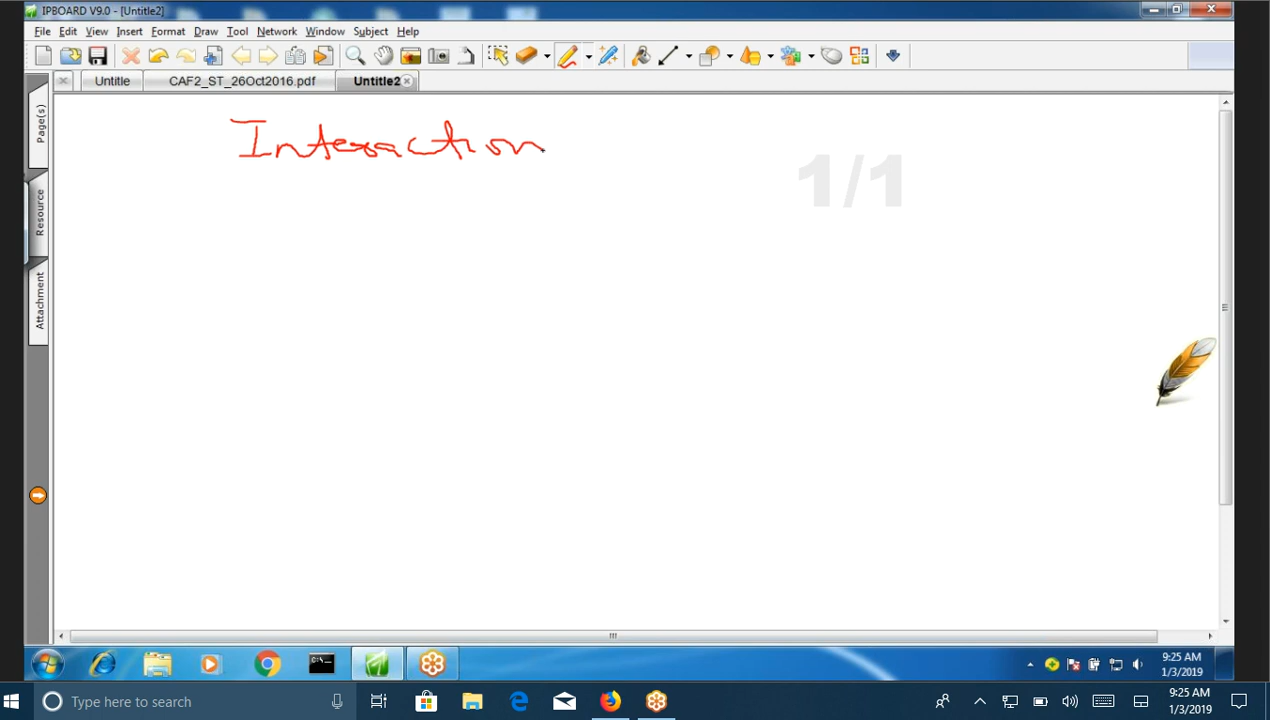 IPBOARD V9.0 - [Untitle2]
File Edit View Insert Format Draw Tool Network Window Subject Help
Untitle CAF2_ST_26Oct2016.pdf Untitle2
Page(s)
Resource
Attachment
Interaction
1/1
9:25 AM
1/3/2019
Type here to search
9:25 AM
1/3/2019